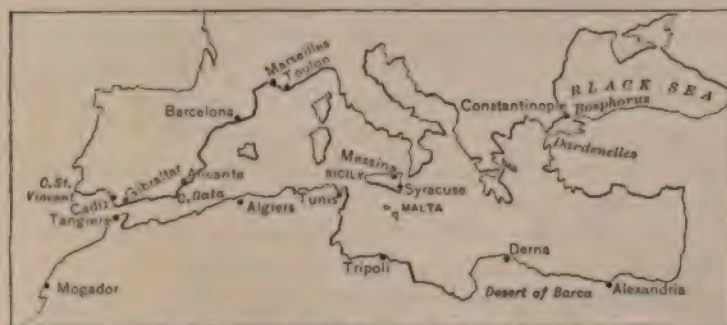 Marseilles
Toulon
BLACK SEA
Constantinople
Bosphorus
Barcelona
Dardenelles
Messina
SICILY
C. St.
Vincent
Gibraltar
Alicante
Syracuse
Cadiz
C. Gata
Algiers
Tunis
MALTA
Tangiers
Tripoli
Derna
Mogador
Desert of Barca
Alexandria